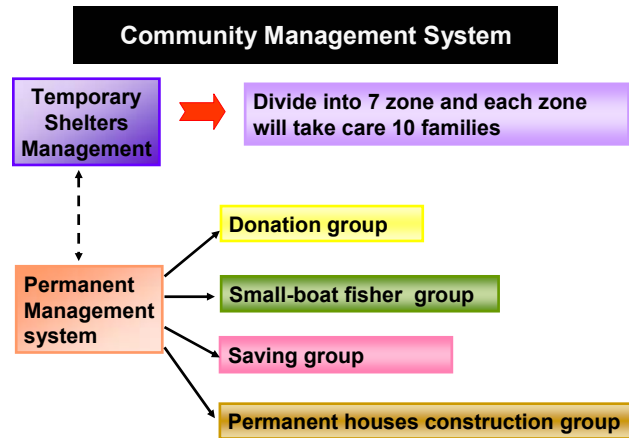 Community Management System
Temporary
Shelters
Management
Divide into 7 zone and each zone
will take care 10 families
Donation group
Permanent
Management
system
Small-boat fisher group
Saving group
Permanent houses construction group